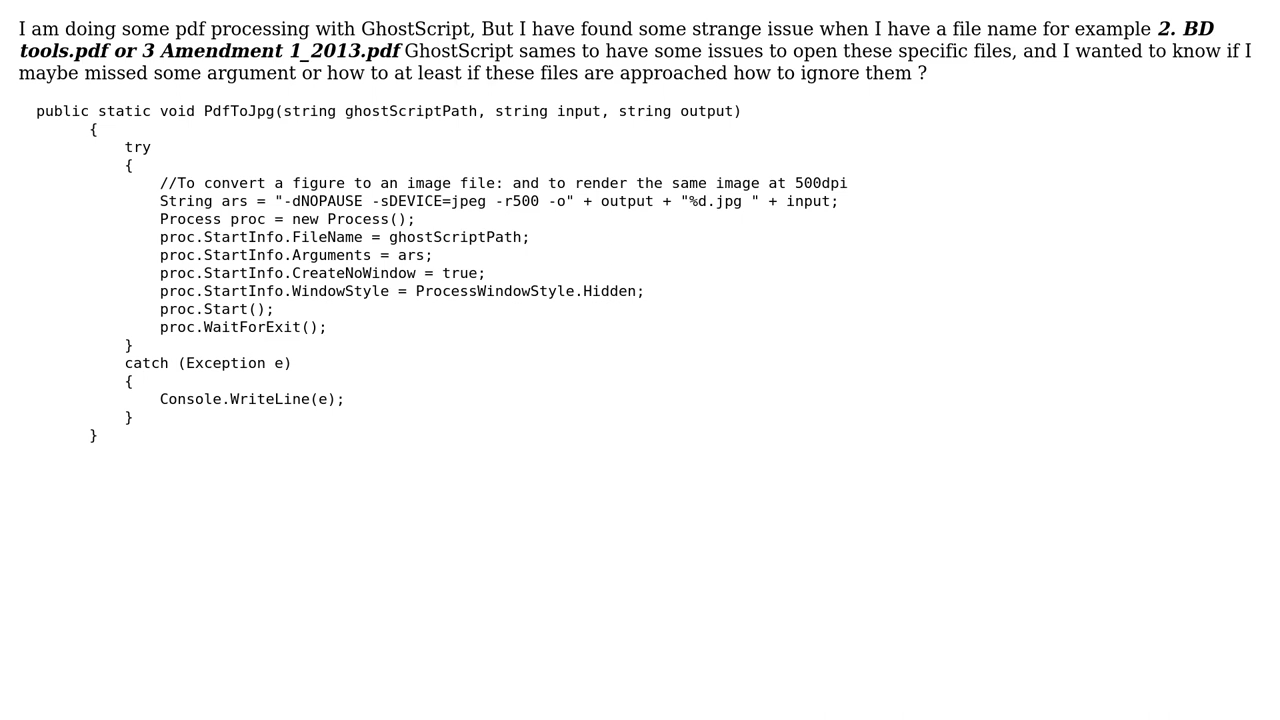 I am doing some pdf processing with GhostScript, But I have found some strange issue when I have a file name for example 2. BD
tools.pdf or 3 Amendment 1_2013.pdf GhostScript sames to have some issues to open these specific files, and I wanted to know if I
maybe missed some argument or how to at least if these files are approached how to ignore them ?
public static void PdfToJpg(string ghostScriptPath, string input, string output)
{
try
{
//To convert a figure to an image file: and to render the same image at 500dpi
String ars = "-dNOPAUSE -sDEVICE=jpeg -r500 -o" + output + "%d.jpg " + input;
Process proc = new Process();
proc.StartInfo.FileName = ghostScriptPath;
proc.StartInfo.Arguments = ars;
proc.StartInfo.CreateNoWindow = true;
proc.StartInfo.WindowStyle = ProcessWindowStyle.Hidden;
proc.Start();
proc.WaitForExit();
}
catch (Exception e)
{
Console.WriteLine(e);
}
}